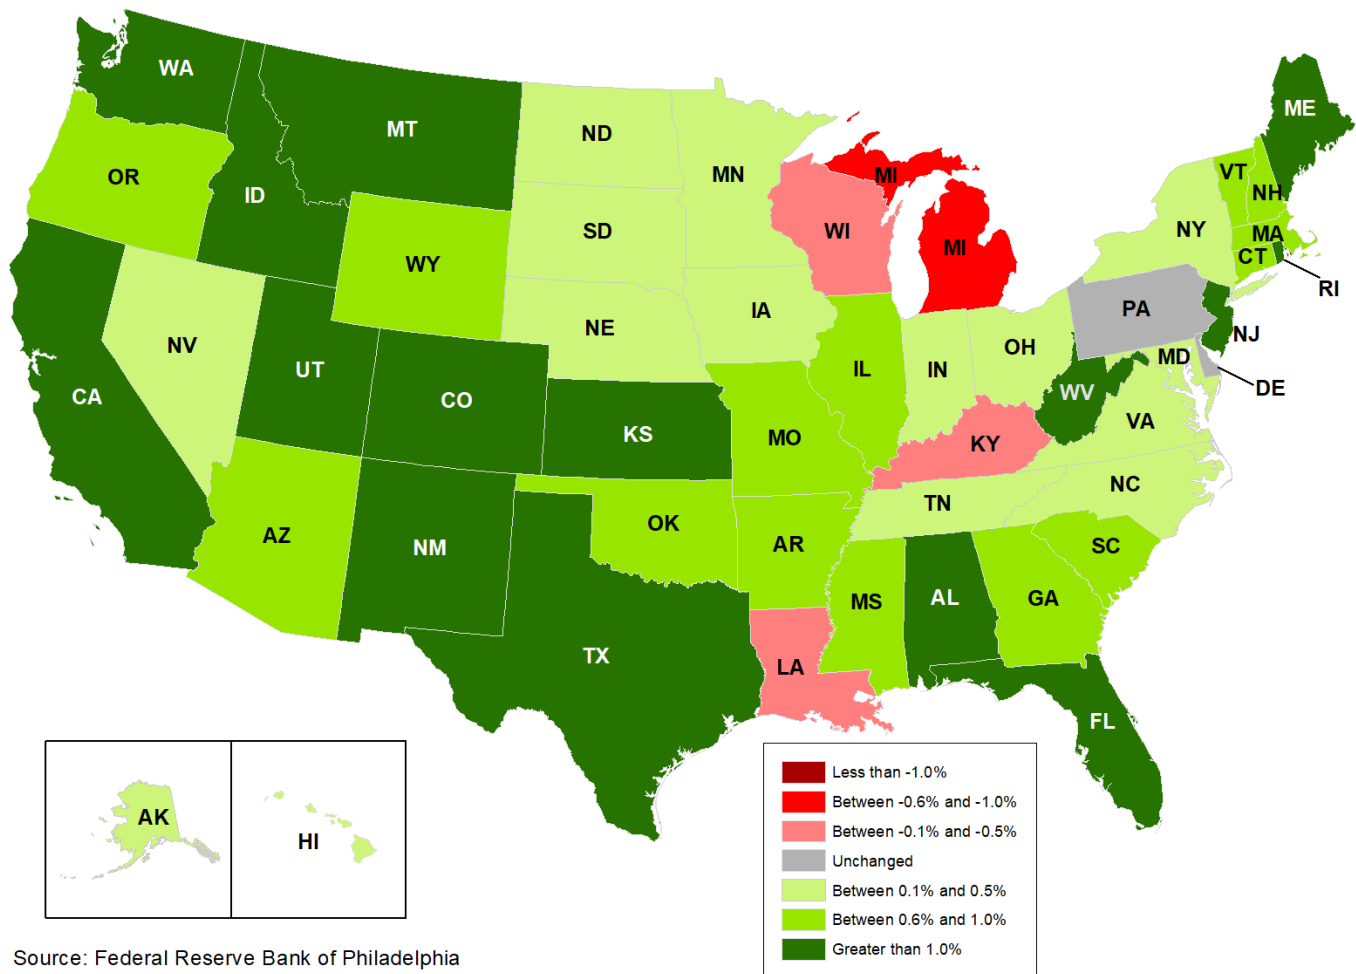 WA
MT
ME
ND
OR
MN
VT
ID
MI
NH
SD
WI
NY
MA
WY
MI
CT
RI
IA
PA
NE
NV
OH
NJ
UT
IN
MD
CA
CO
IL
DE
WV
KS
MO
VA
KY
NC
TN
AZ
OK
NM
AR
SC
MS
AL
GA
TX
LA
FL
AK
HI
Less than -1.0%
Between -0.6% and -1.0%
Between -0.1% and -0.5%
Unchanged
Between 0.1% and 0.5%
Between 0.6% and 1.0%
Greater than 1.0%
Source: Federal Reserve Bank of Philadelphia